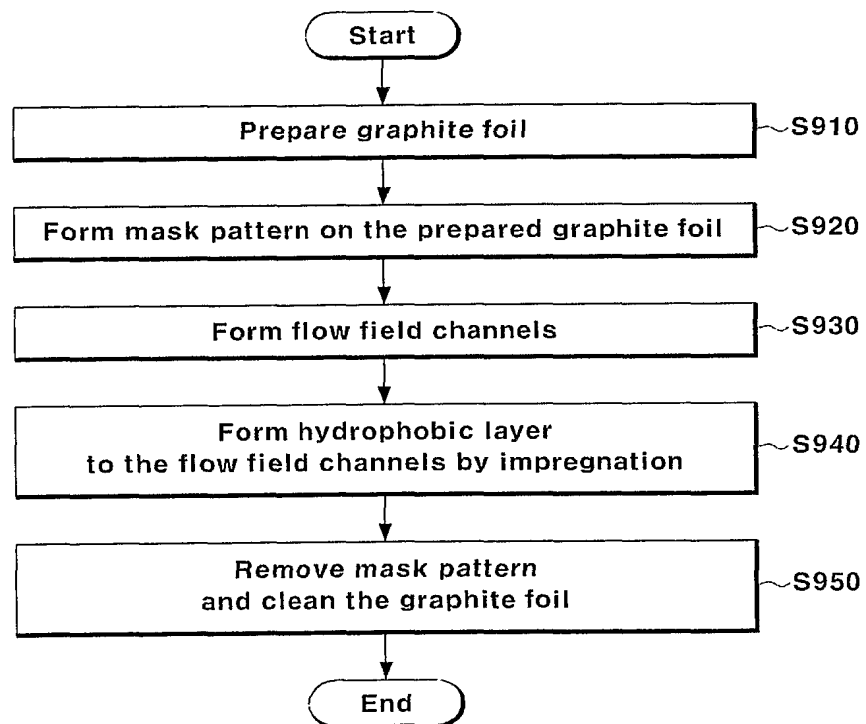 Start
Prepare graphite foil
S910
Form mask pattern on the prepared graphite foil
S920
Form flow field channels
S930
Form hydrophobic layer
to the flow field channels by impregnation
S940
Remove mask pattern
and clean the graphite foil
S950
End